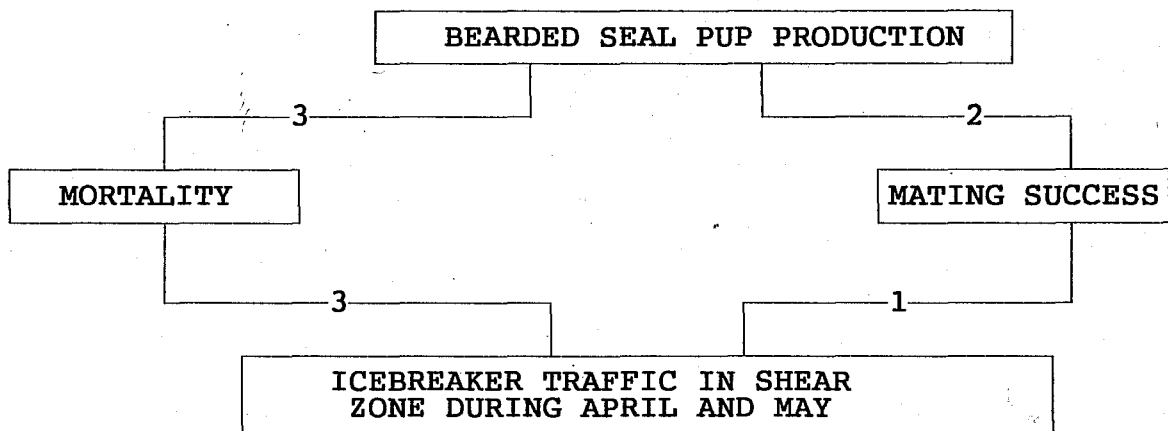 BEARDED SEAL PUP PRODUCTION
3
2
MORTALITY
MATING SUCCESS
3
1
ICEBREAKER TRAFFIC IN SHEAR
ZONE DURING APRIL AND MAY